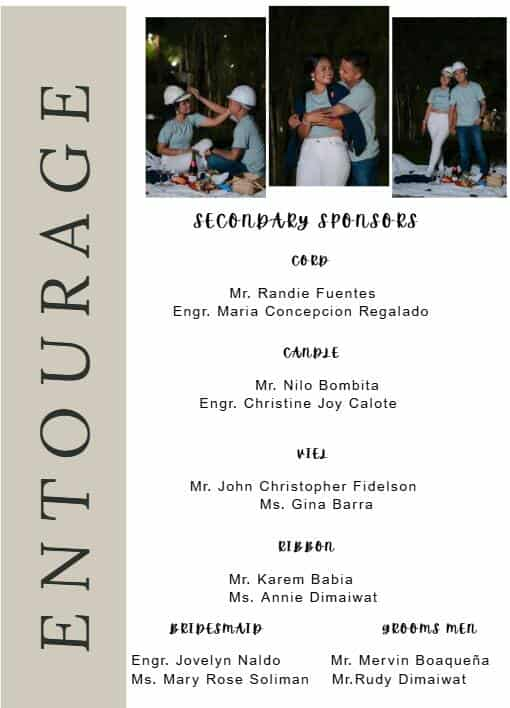 ENTOURAGE
SECONDARY SPONSORS
CORD
Mr. Randie Fuentes
Engr. Maria Concepcion Regalado
CANDLE
Mr. Nilo Bombita
Engr. Christine Joy Calote
VIEL
Mr. John Christopher Fidelson
Ms. Gina Barra
RIBBON
Mr. Karem Babia
Ms. Annie Dimaiwat
BRIDESMAID
Engr. Jovelyn Naldo
Ms. Mary Rose Soliman
GROOMS MEN
Mr. Mervin Boaqueña
Mr.Rudy Dimaiwat